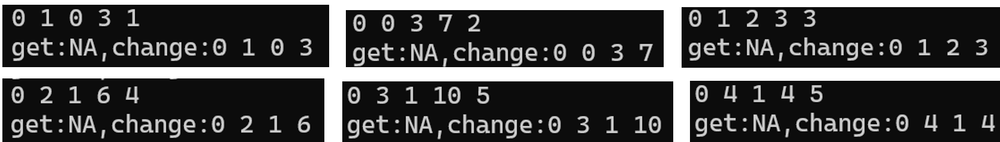 0 1 0 3 1
get:NA,change:0 1 0 3
0 0 3 7 2
get:NA,change:0 0 3 7
0 1 2 3 3
get:NA,change:0 1 2 3
0 2 1 6 4
get:NA,change:0 2 1 6
0 3 1 10 5
get:NA,change:0 3 1 10
0 4 1 4 5
get:NA,change:0 4 1 4